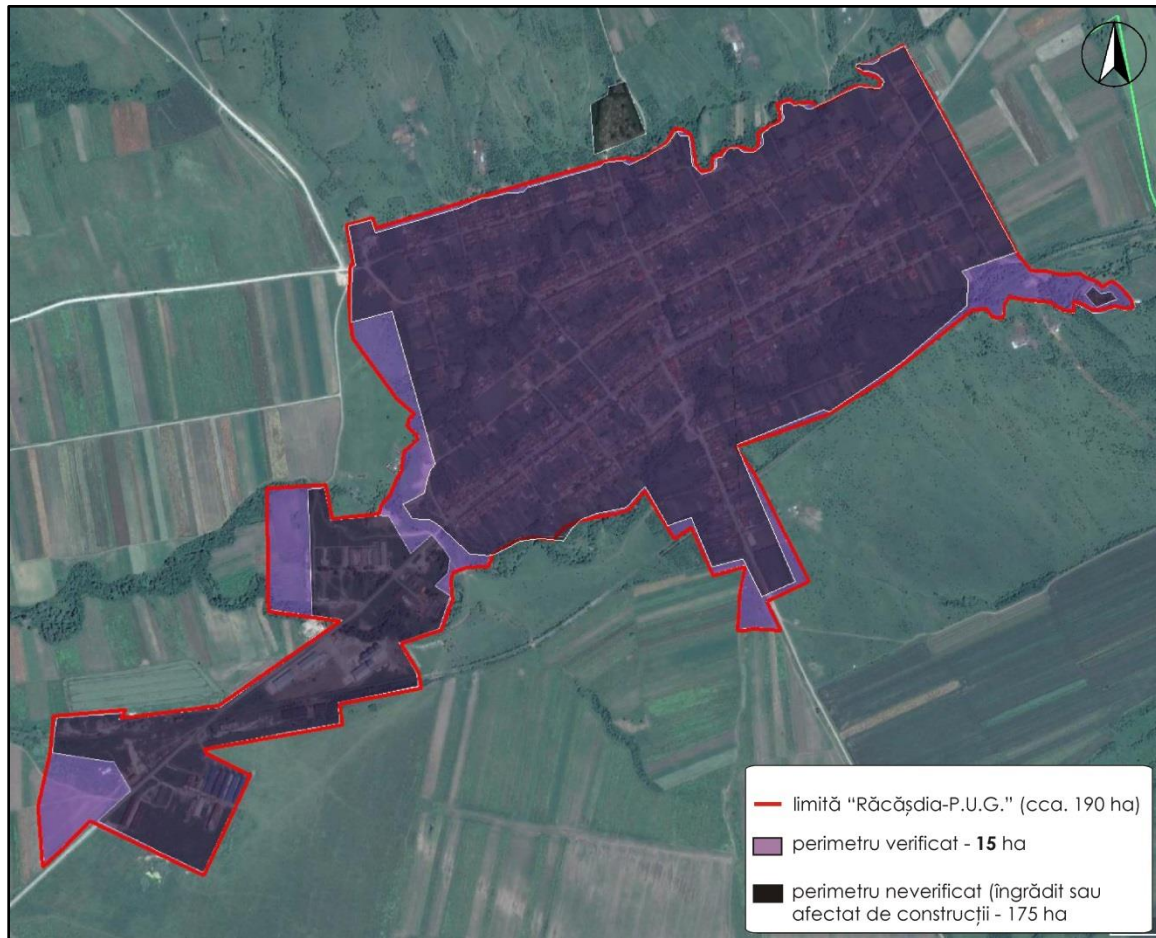 limită “Răcășdia-P.U.G.” (cca. 190 ha)
perimetru verificat - 15 ha
perimetru neverificat (îngrădit sau
afectat de construcții - 175 ha